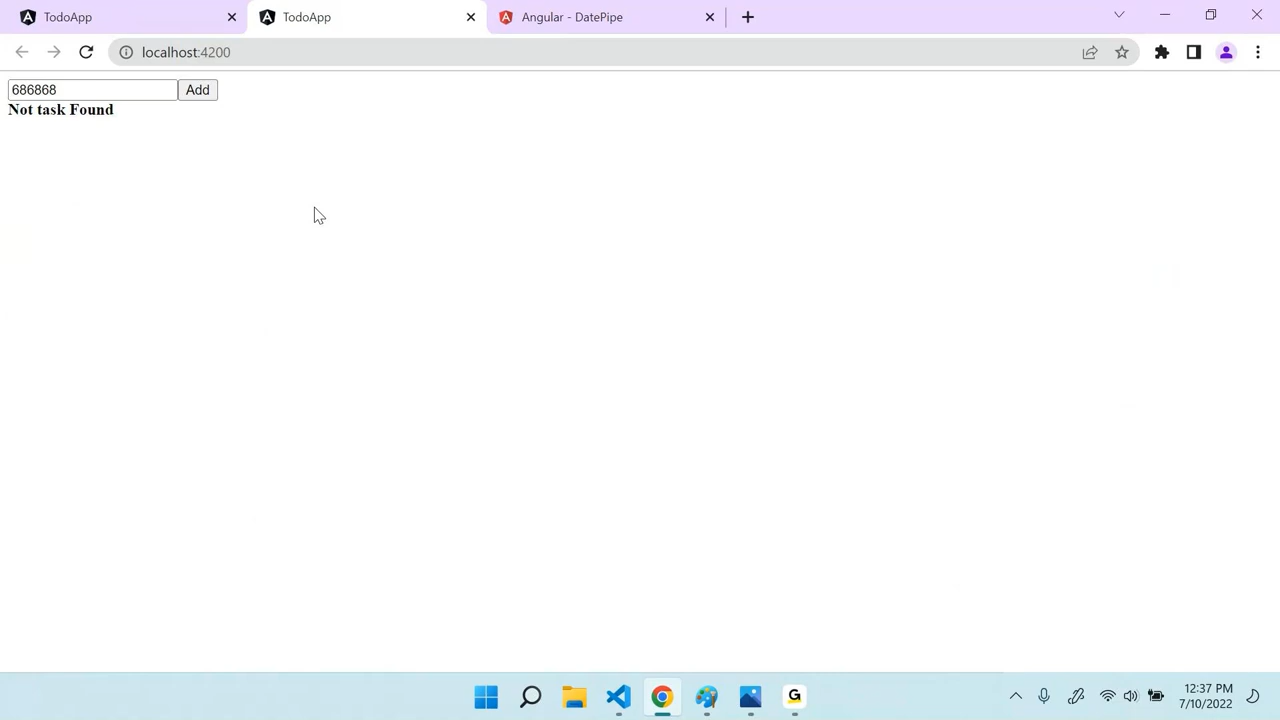 TodoApp
TodoApp
Angular - DatePipe
localhost:4200
686868
Add
Not task Found
G
12:37 PM
7/10/2022